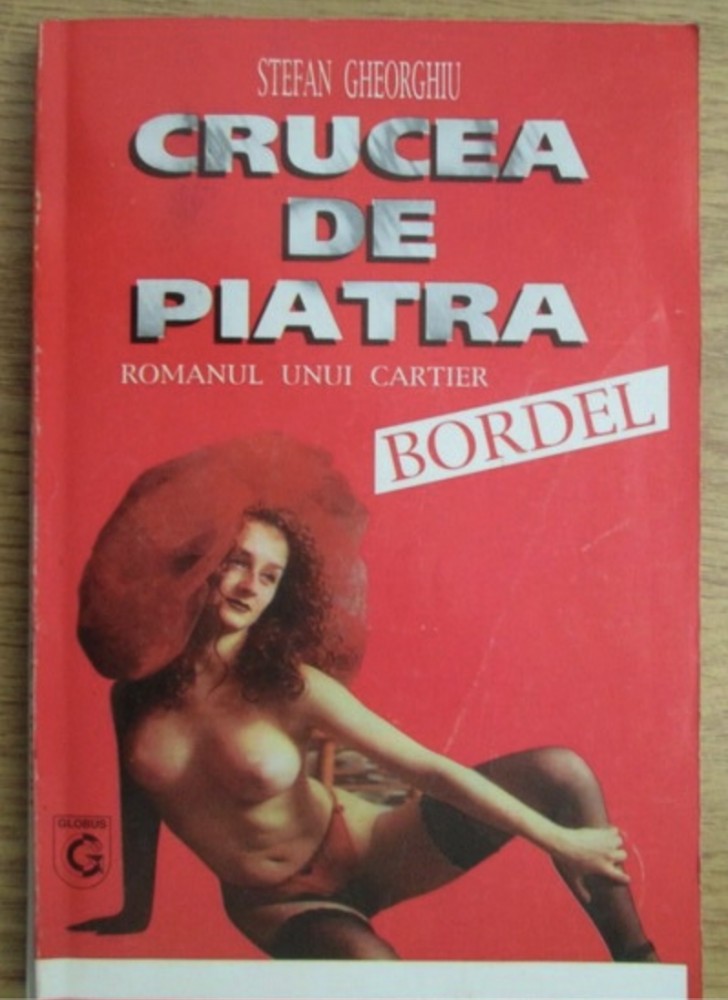 STEFAN GHEORGHIU
CRUCEA
DE
PIATRA
ROMANUL UNUI CARTIER
BORDEL
GLOBUS
G